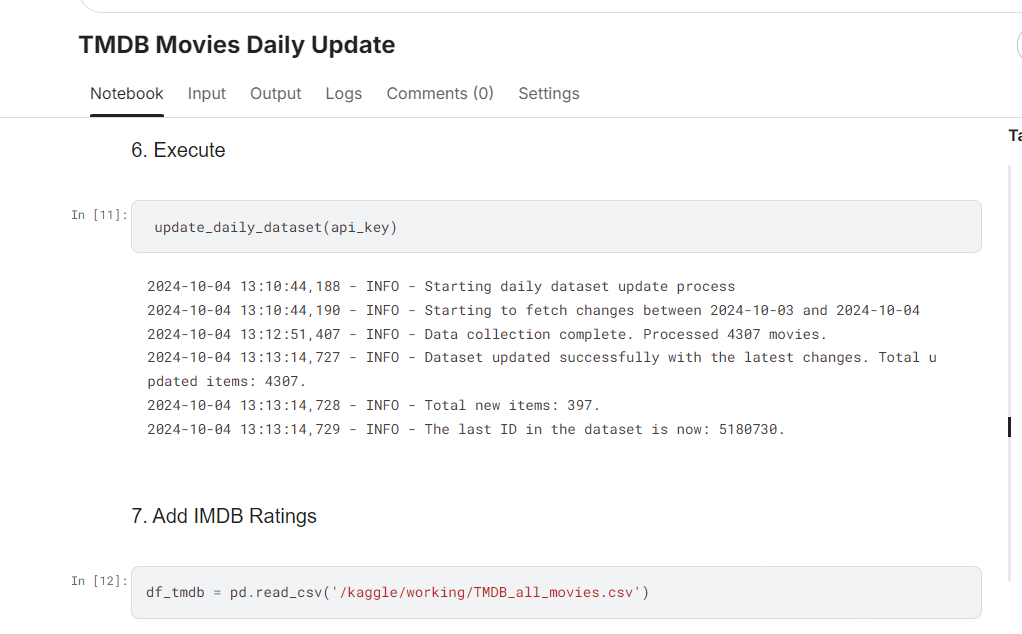 TMDB Movies Daily Update
Notebook Input Output Logs Comments (0) Settings
6. Execute
In [11]:
update_daily_dataset(api_key)
2024-10-04 13:10:44,188 - INFO - Starting daily dataset update process
2024-10-04 13:10:44,190 - INFO - Starting to fetch changes between 2024-10-03 and 2024-10-04
2024-10-04 13:12:51,407 - INFO - Data collection complete. Processed 4307 movies.
2024-10-04 13:13:14,727 - INFO - Dataset updated successfully with the latest changes. Total u
pdated items: 4307.
2024-10-04 13:13:14,728 - INFO - Total new items: 397.
2024-10-04 13:13:14,729 - INFO - The last ID in the dataset is now: 5180730.
7. Add IMDB Ratings
In [12]:
df_tmdb = pd.read_csv('/kaggle/working/TMDB_all_movies.csv')